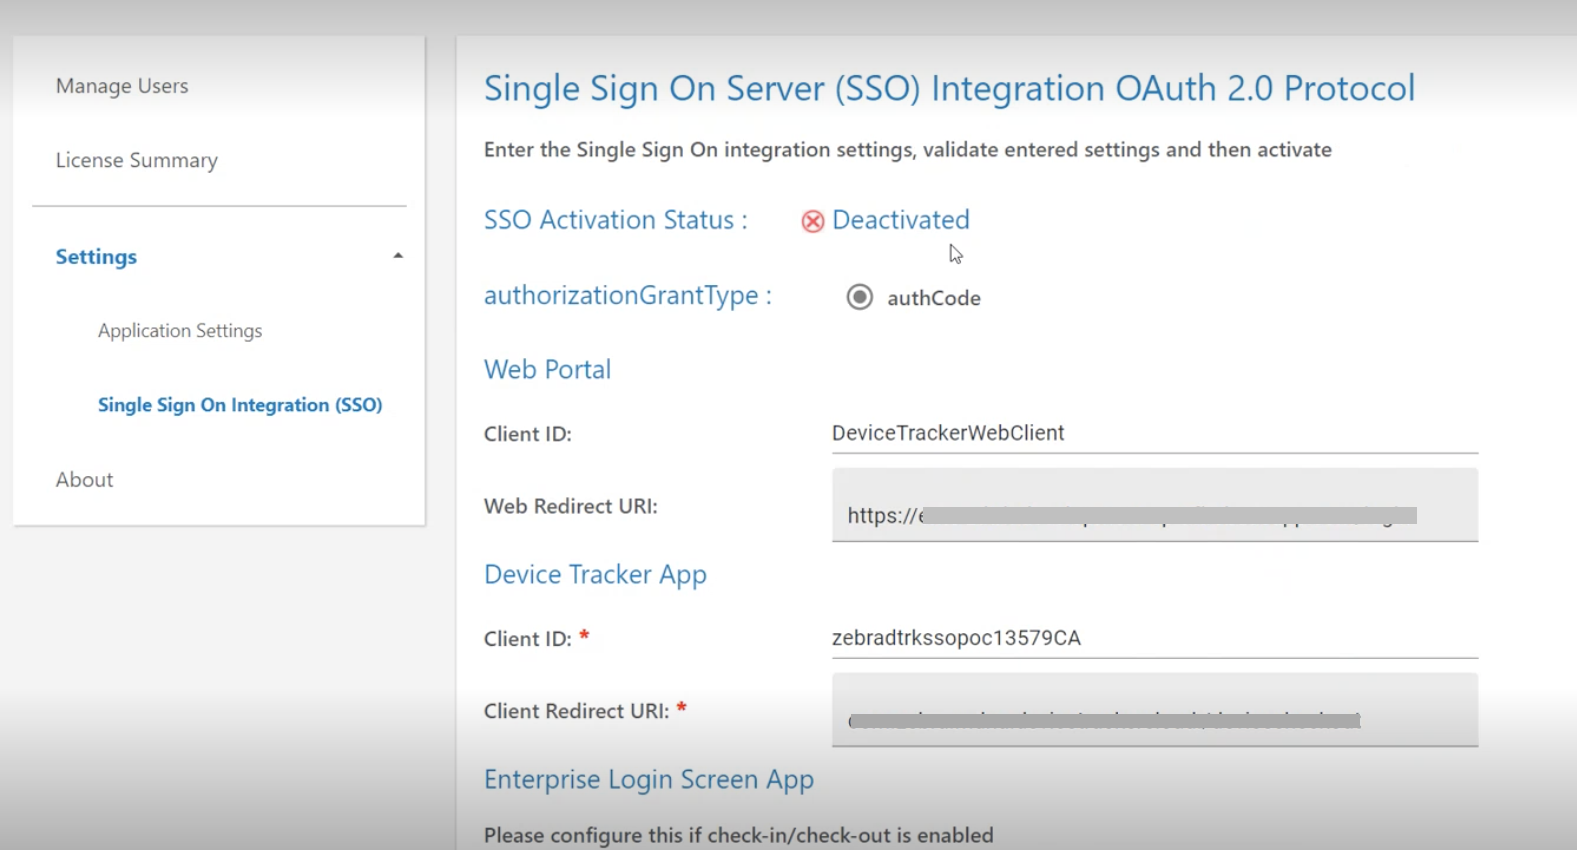 Manage Users
License Summary
Settings
Application Settings
Single Sign On Integration (SSO)
About
Single Sign On Server (SSO) Integration OAuth 2.0 Protocol
Enter the Single Sign On integration settings, validate entered settings and then activate
SSO Activation Status : Deactivated
authorizationGrantType : authCode
Web Portal
Client ID: DeviceTrackerWebClient
Web Redirect URI: https://
Device Tracker App
Client ID: * zebradtrkssopoc13579CA
Client Redirect URI: *
Enterprise Login Screen App
Please configure this if check-in/check-out is enabled